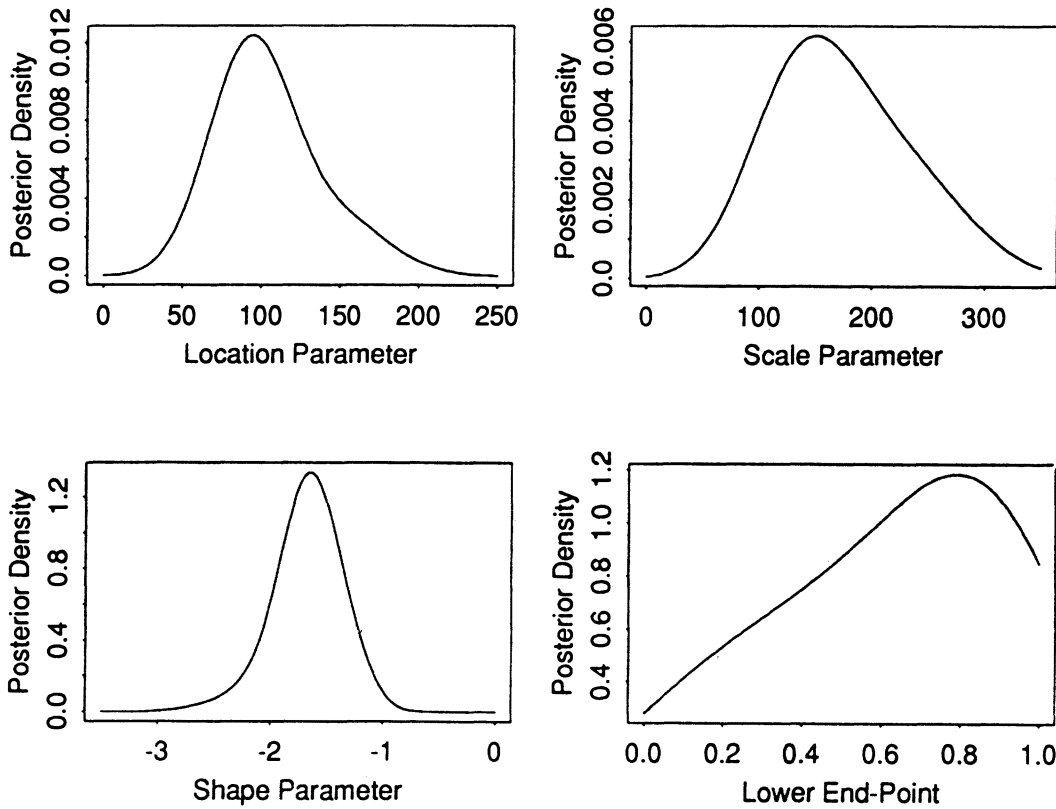 Posterior Density
0.0 0.004 0.008 0.012
0 50 100 150 200 250
Location Parameter
Posterior Density
0.0 0.002 0.004 0.006
0 100 200 300
Scale Parameter
Posterior Density
0.0 0.4 0.8 1.2
-3 -2 -1 0
Shape Parameter
Posterior Density
0.4 0.6 0.8 1.0 1.2
0.0 0.2 0.4 0.6 0.8 1.0
Lower End-Point